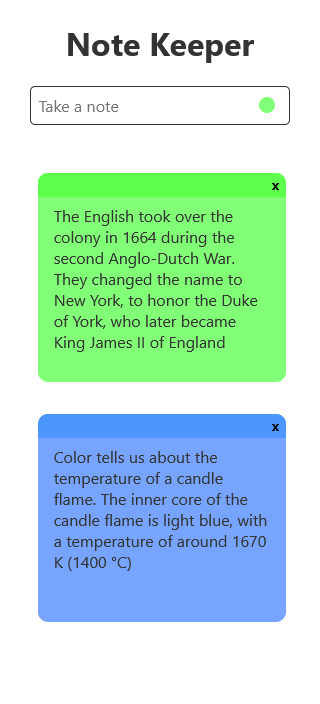 Note Keeper
Take a note
x
The English took over the
colony in 1664 during the
second Anglo-Dutch War.
They changed the name to
New York, to honor the Duke
of York, who later became
King James II of England
x
Color tells us about the
temperature of a candle
flame. The inner core of the
candle flame is light blue, with
a temperature of around 1670
K (1400 °C)